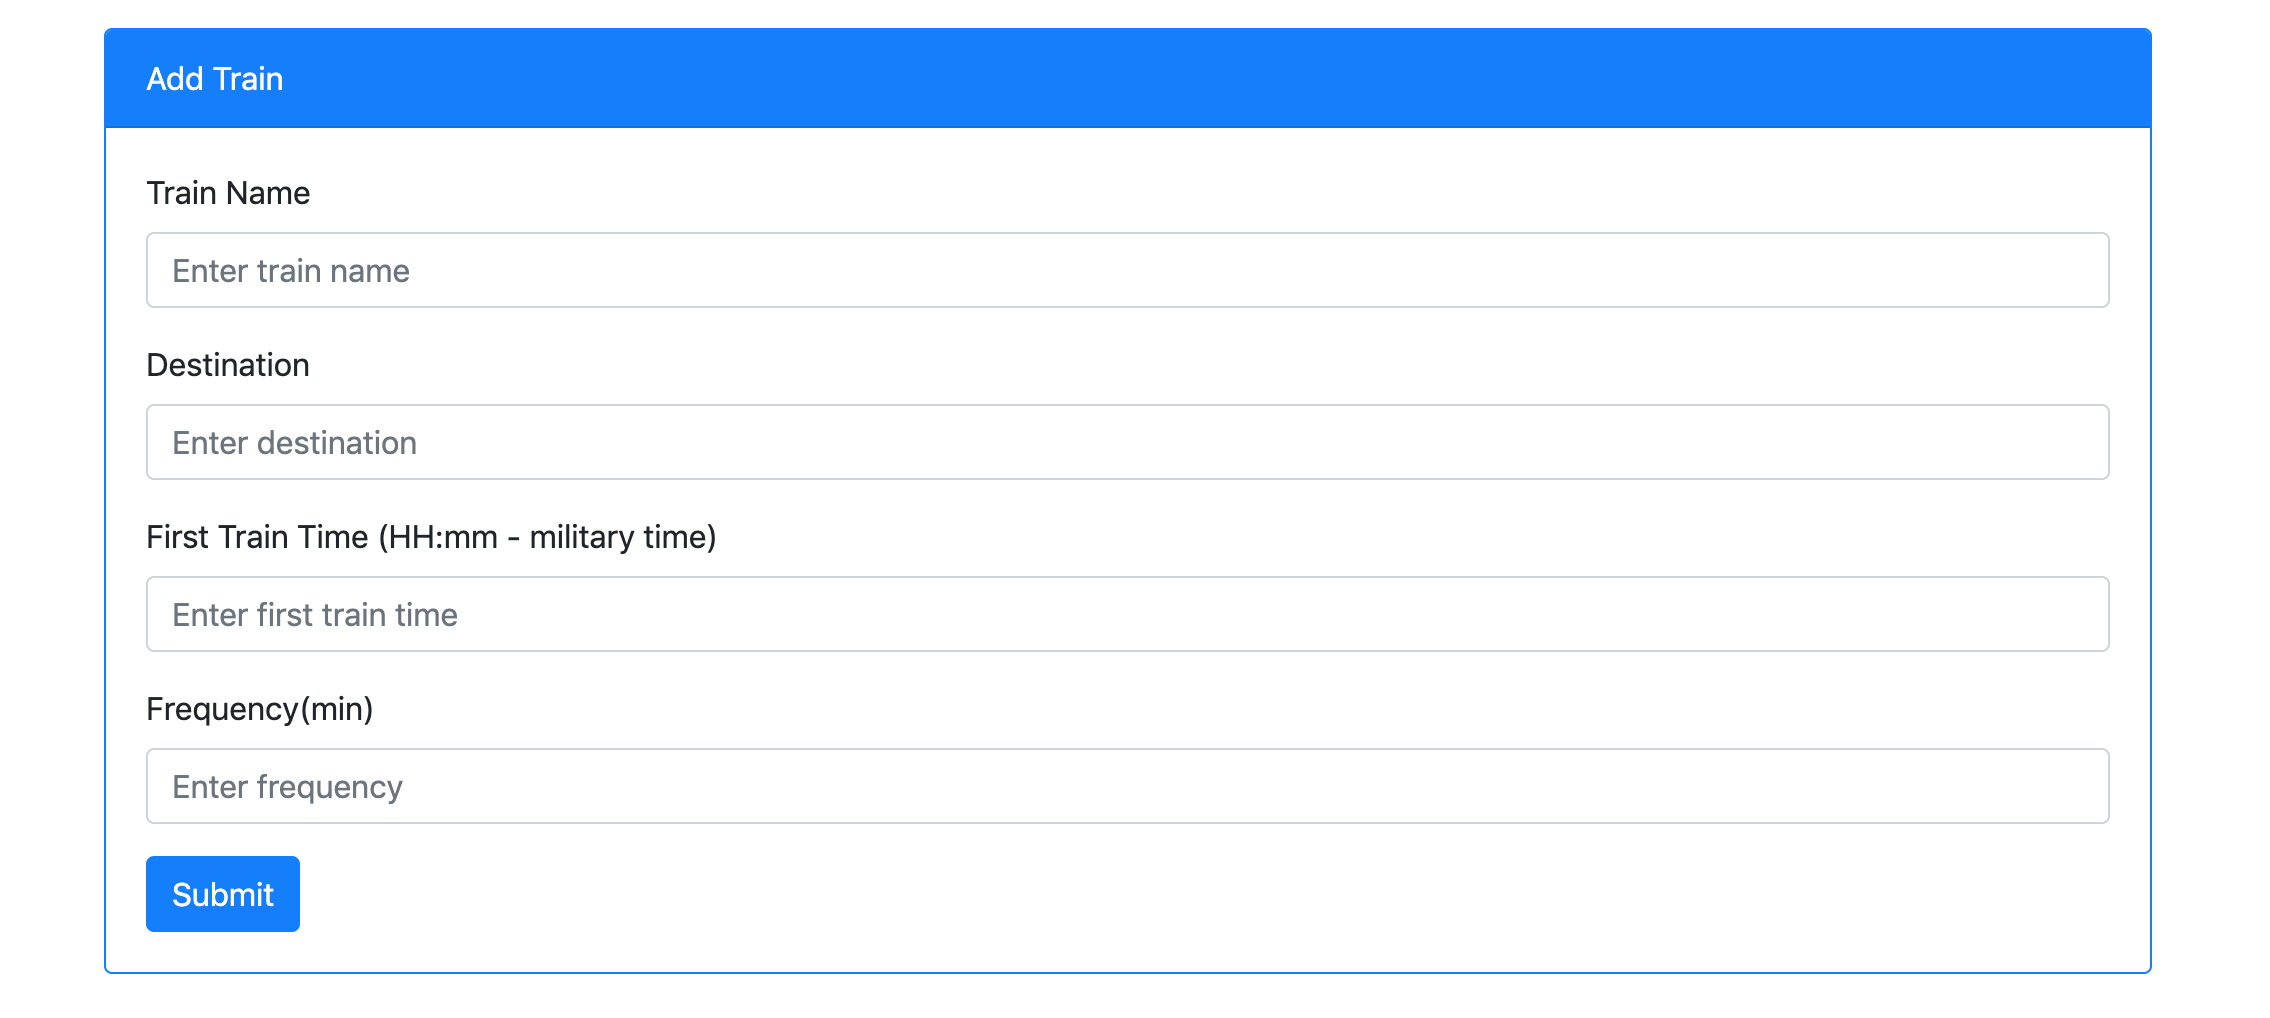 Add Train
Train Name
Enter train name
Destination
Enter destination
First Train Time (HH:mm - military time)
Enter first train time
Frequency(min)
Enter frequency
Submit